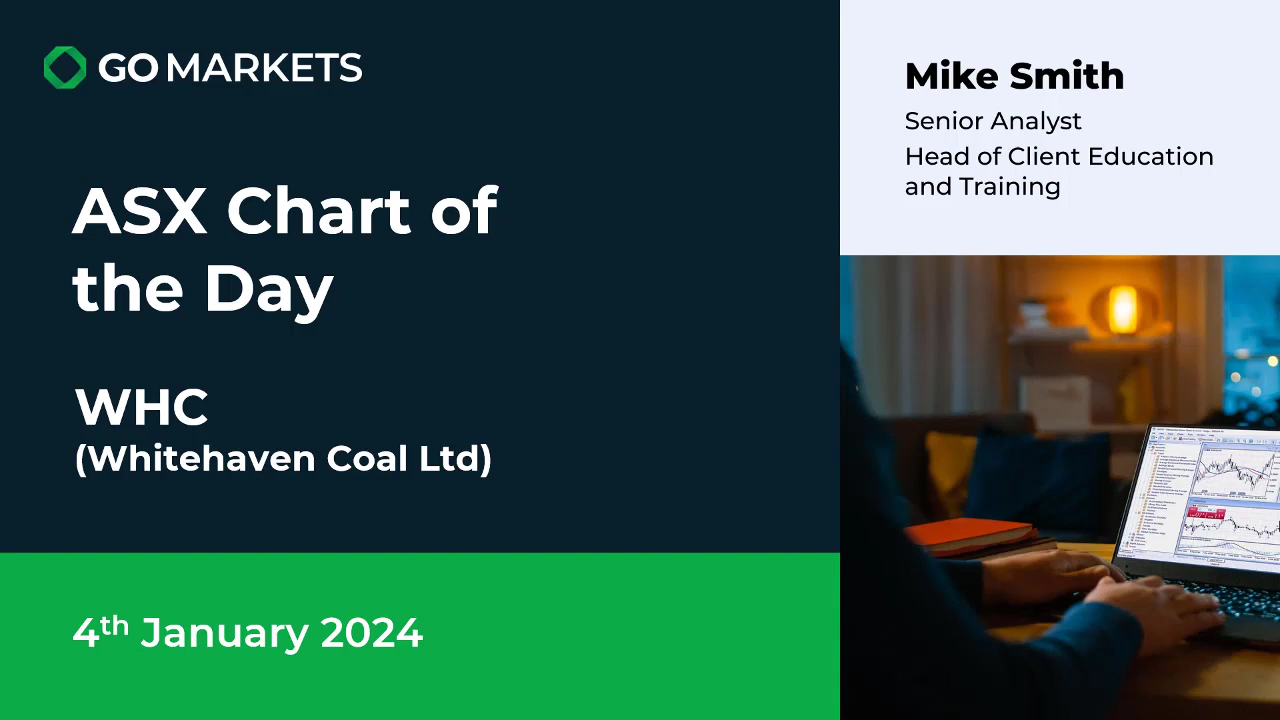 GO MARKETS
ASX Chart of
the Day
WHC
(Whitehaven Coal Ltd)
4th January 2024
Mike Smith
Senior Analyst
Head of Client Education
and Training